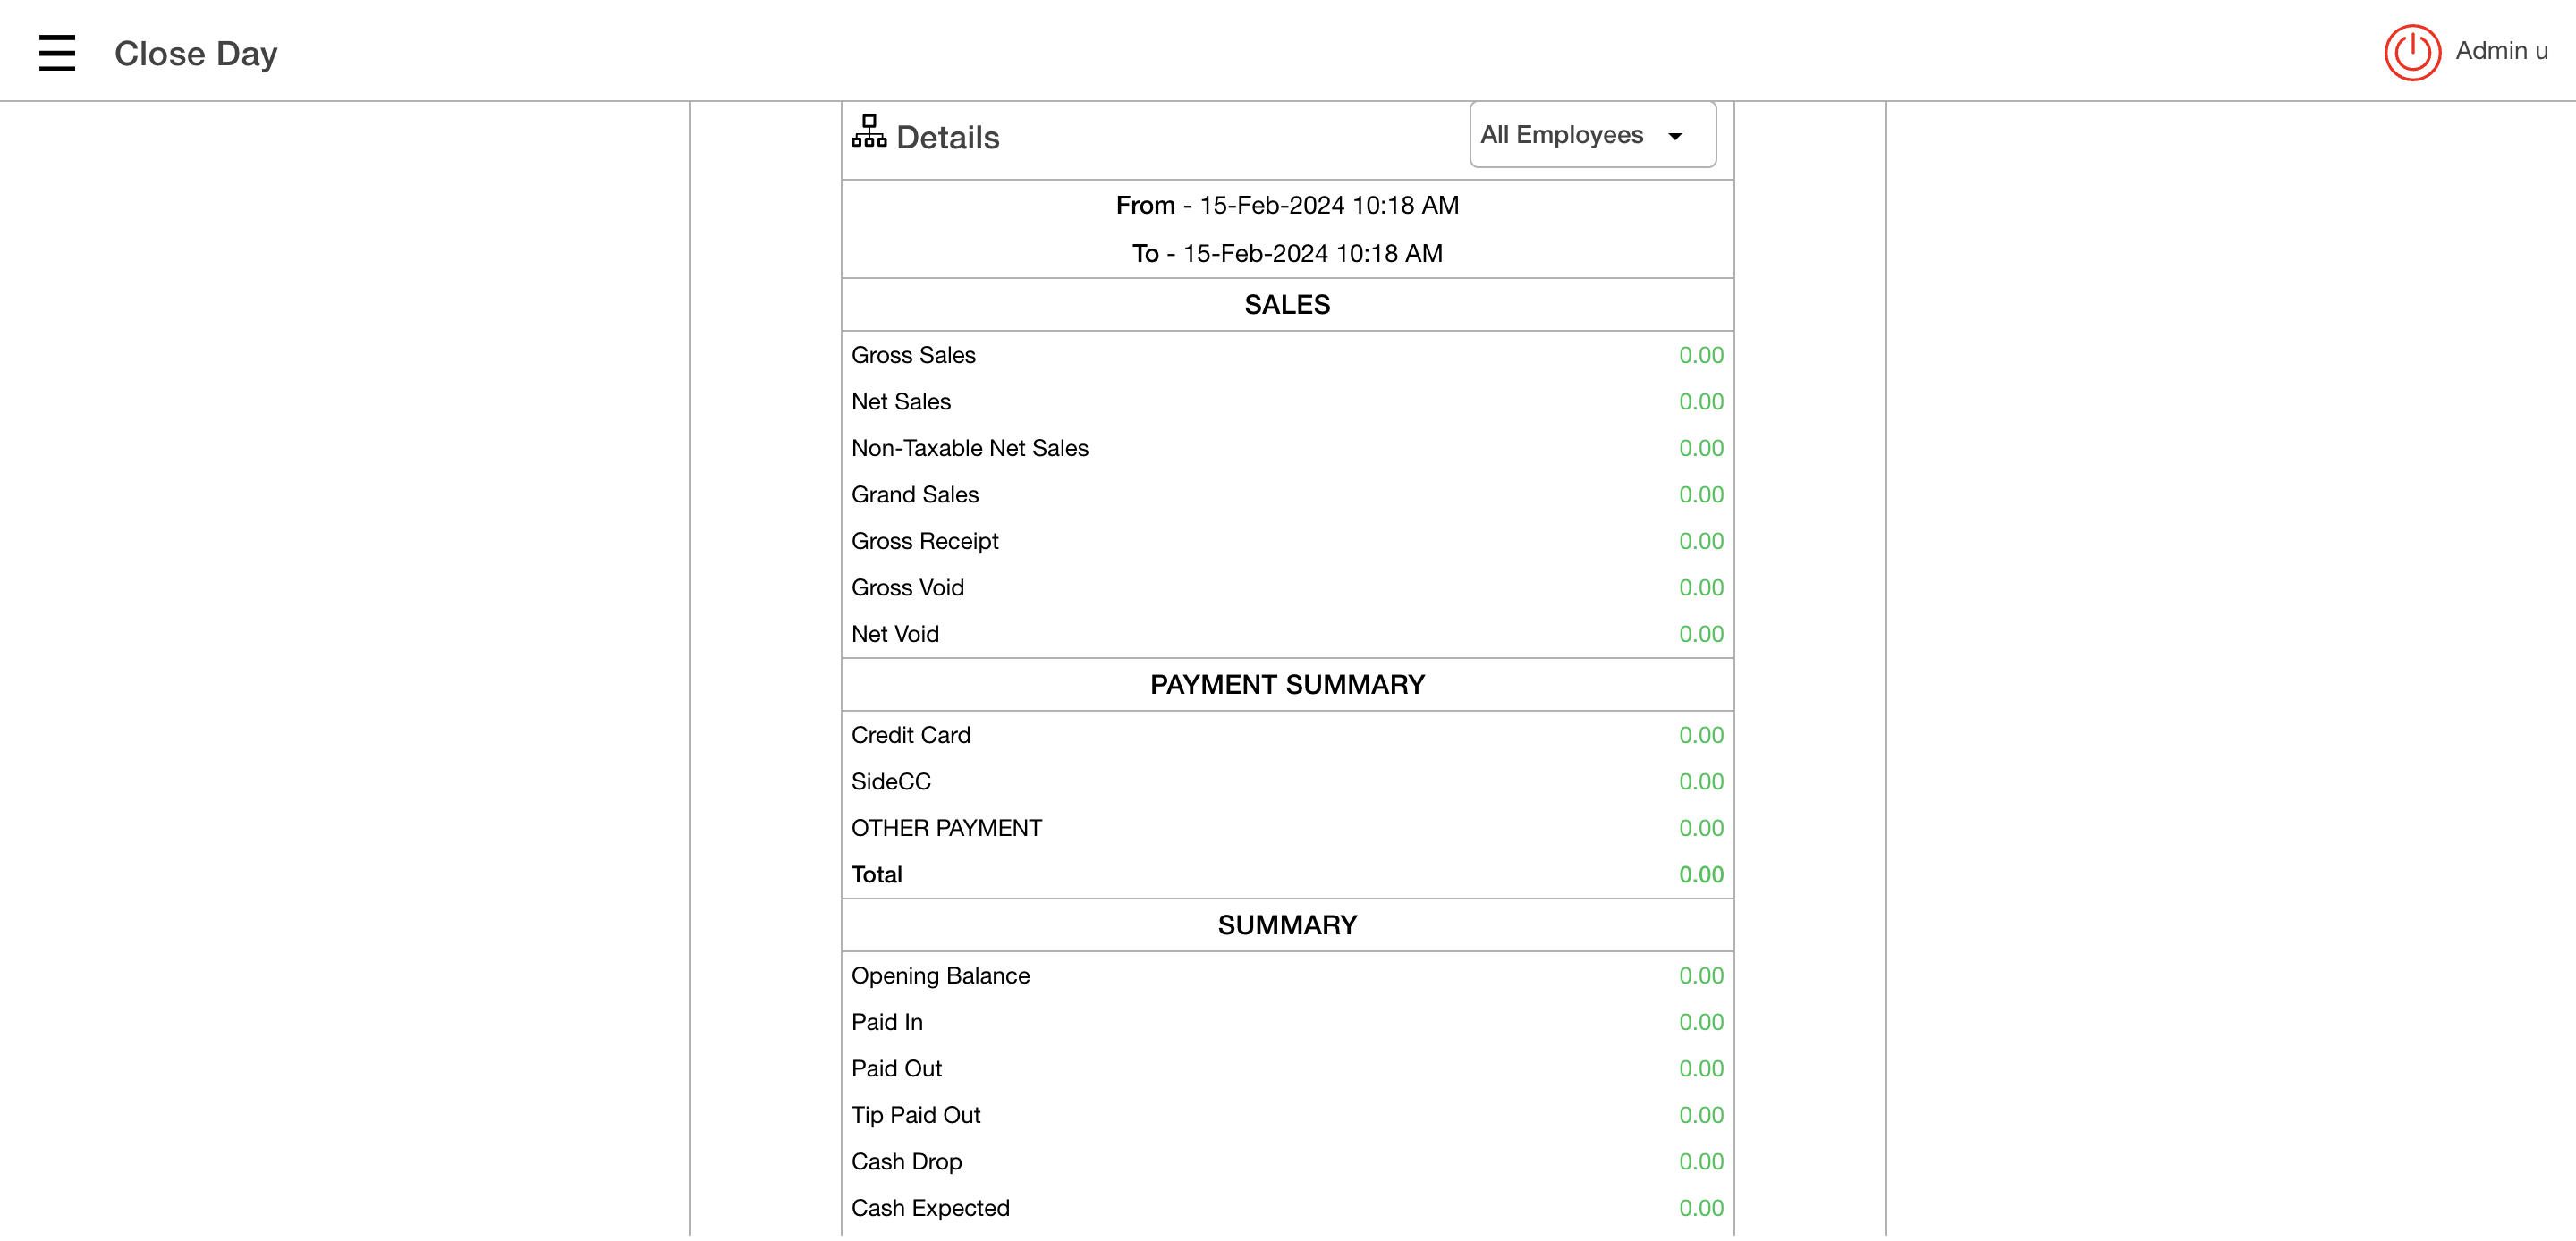 Close Day
Admin u
Details
All Employees
From - 15-Feb-2024 10:18 AM
To - 15-Feb-2024 10:18 AM
SALES
Gross Sales 0.00
Net Sales 0.00
Non-Taxable Net Sales 0.00
Grand Sales 0.00
Gross Receipt 0.00
Gross Void 0.00
Net Void 0.00
PAYMENT SUMMARY
Credit Card 0.00
SideCC 0.00
OTHER PAYMENT 0.00
Total 0.00
SUMMARY
Opening Balance 0.00
Paid In 0.00
Paid Out 0.00
Tip Paid Out 0.00
Cash Drop 0.00
Cash Expected 0.00